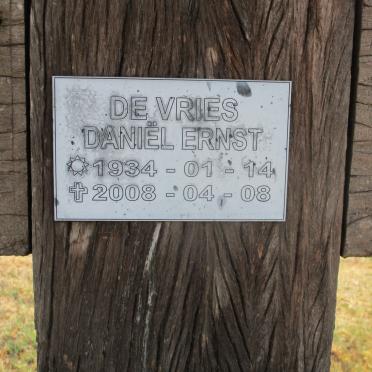 DE VRIES
DANIËL ERNST
1934 - 01 - 14
2008 - 04 - 08